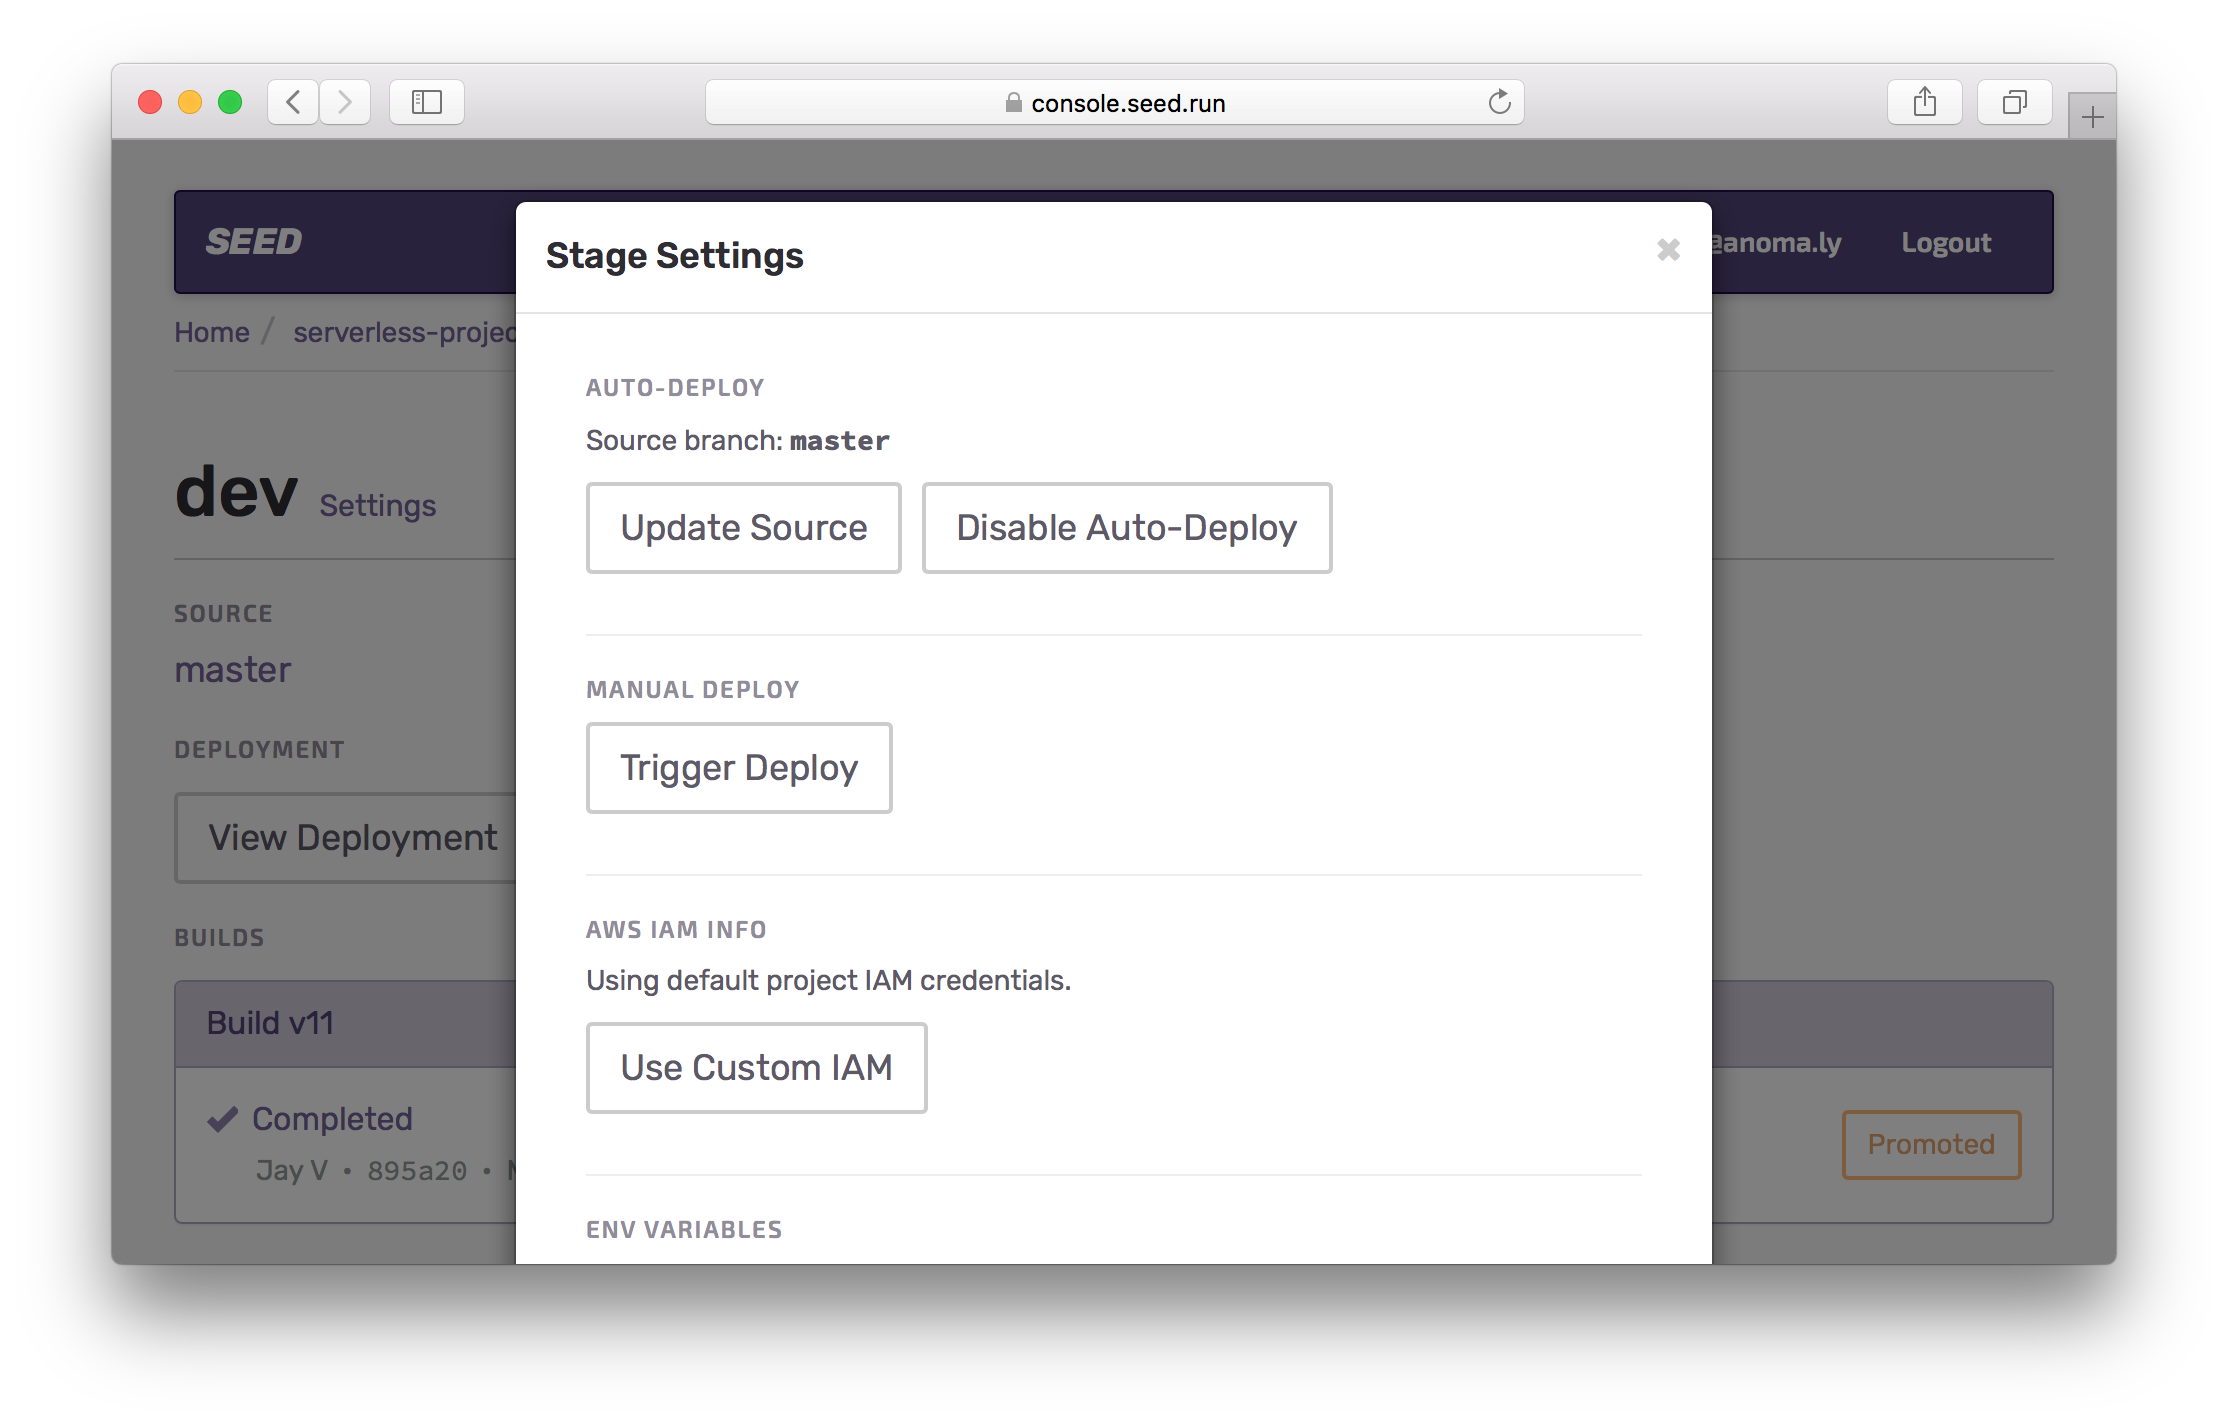 console.seed.run
SEED
@anoma.ly
Logout
Home / serverless-projec
dev Settings
SOURCE
master
DEPLOYMENT
View Deployment
BUILDS
Build v11
Completed
Jay V • 895a20 •
Promoted
Stage Settings
AUTO-DEPLOY
Source branch: master
Update Source
Disable Auto-Deploy
MANUAL DEPLOY
Trigger Deploy
AWS IAM INFO
Using default project IAM credentials.
Use Custom IAM
ENV VARIABLES